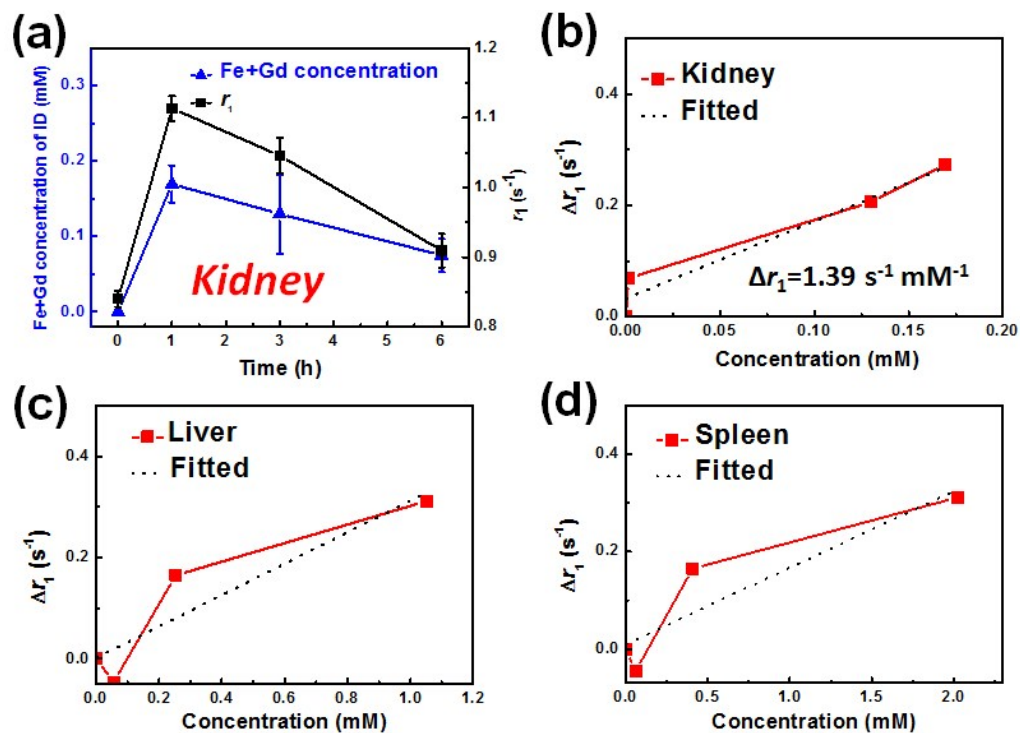 (a)
Fe+Gd concentration
r₁
Fe+Gd concentration of ID (mM)
0.3
0.2
0.1
0.0
1.2
1.1
1.0
0.9
0.8
r₁ (s⁻¹)
Kidney
0 1 2 3 4 5 6
Time (h)
(b)
Kidney
Fitted
Δr₁ (s⁻¹)
0.4
0.2
0.0
Δr₁=1.39 s⁻¹ mM⁻¹
0.00 0.05 0.10 0.15 0.20
Concentration (mM)
(c)
Liver
Fitted
Δr₁ (s⁻¹)
0.4
0.2
0.0
0.0 0.2 0.4 0.6 0.8 1.0 1.2
Concentration (mM)
(d)
Spleen
Fitted
Δr₁ (s⁻¹)
0.4
0.2
0.0
0.0 0.5 1.0 1.5 2.0
Concentration (mM)